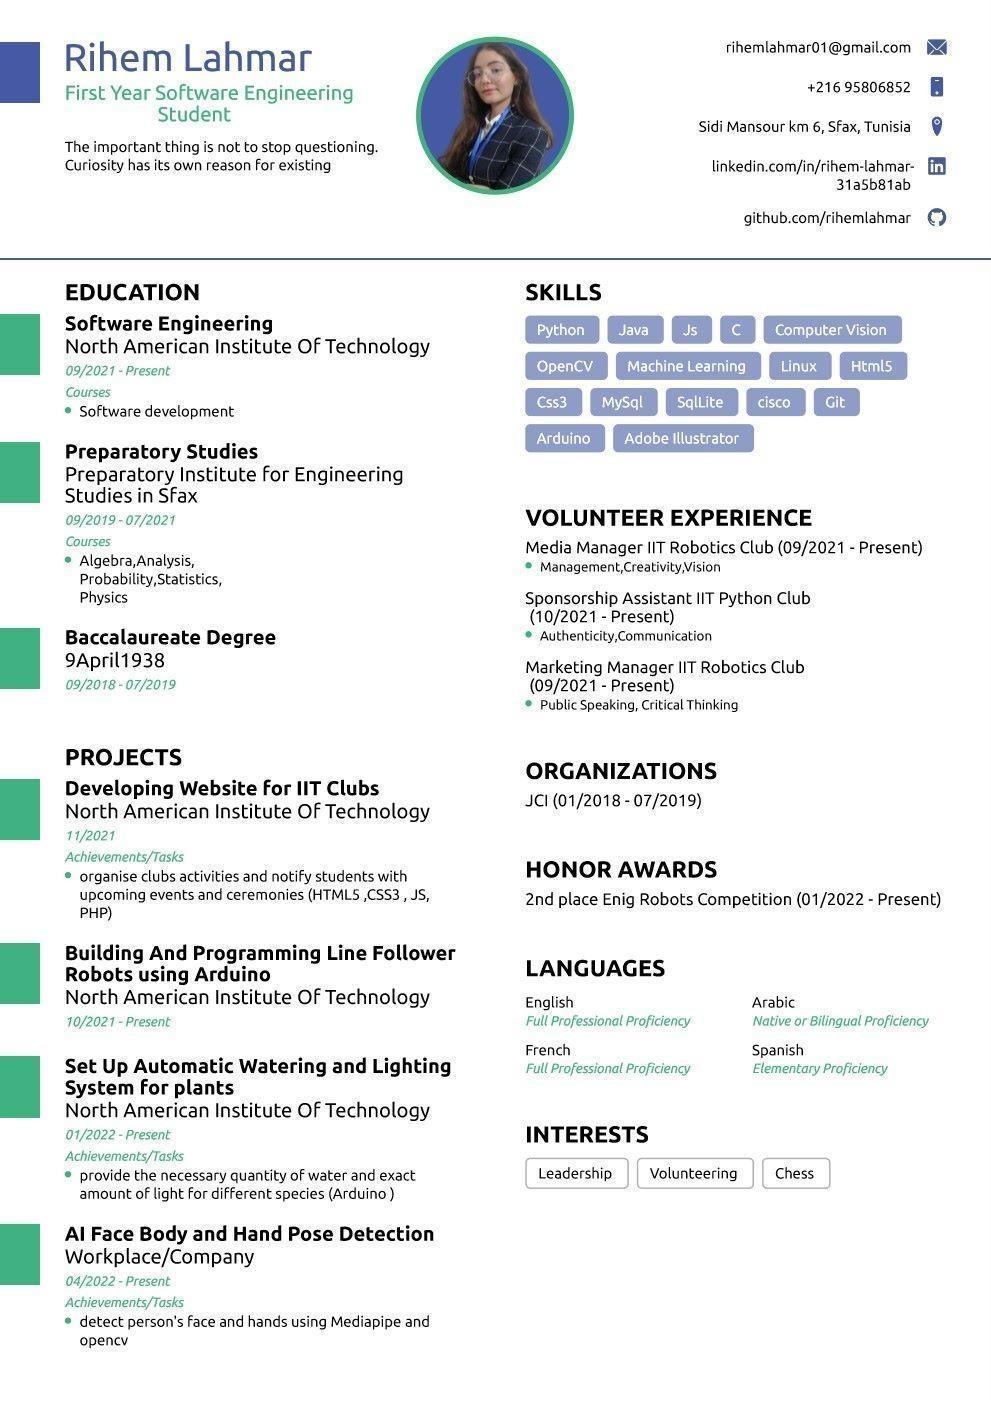 Rihem Lahmar
First Year Software Engineering
Student
The important thing is not to stop questioning.
Curiosity has its own reason for existing
rihemlahmar01@gmail.com
+216 95806852
Sidi Mansour km 6, Sfax, Tunisia
linkedin.com/in/rihem-lahmar-
31a5b81ab
in
github.com/rihemlahmar
EDUCATION
Software Engineering
North American Institute Of Technology
09/2021 - Present
Courses
Software development
Preparatory Studies
Preparatory Institute for Engineering
Studies in Sfax
09/2019 - 07/2021
Courses
Algebra,Analysis,
Probability,Statistics,
Physics
Baccalaureate Degree
9April1938
09/2018 - 07/2019
PROJECTS
Developing Website for IIT Clubs
North American Institute Of Technology
11/2021
Achievements/Tasks
organise clubs activities and notify students with
upcoming events and ceremonies (HTML5 ,CSS3 , JS,
PHP)
Building And Programming Line Follower
Robots using Arduino
North American Institute Of Technology
10/2021 - Present
Set Up Automatic Watering and Lighting
System for plants
North American Institute Of Technology
01/2022 - Present
Achievements/Tasks
provide the necessary quantity of water and exact
amount of light for different species (Arduino )
AI Face Body and Hand Pose Detection
Workplace/Company
04/2022 - Present
Achievements/Tasks
detect person's face and hands using Mediapipe and
opencv
SKILLS
Python Java Js C Computer Vision
OpenCV Machine Learning Linux Html5
Css3 MySql SqlLite cisco Git
Arduino Adobe Illustrator
VOLUNTEER EXPERIENCE
Media Manager IIT Robotics Club (09/2021 - Present)
Management,Creativity,Vision
Sponsorship Assistant IIT Python Club
(10/2021 - Present)
Authenticity,Communication
Marketing Manager IIT Robotics Club
(09/2021 - Present)
Public Speaking, Critical Thinking
ORGANIZATIONS
JCI (01/2018 - 07/2019)
HONOR AWARDS
2nd place Enig Robots Competition (01/2022 - Present)
LANGUAGES
English
Full Professional Proficiency
Arabic
Native or Bilingual Proficiency
French
Full Professional Proficiency
Spanish
Elementary Proficiency
INTERESTS
Leadership Volunteering Chess